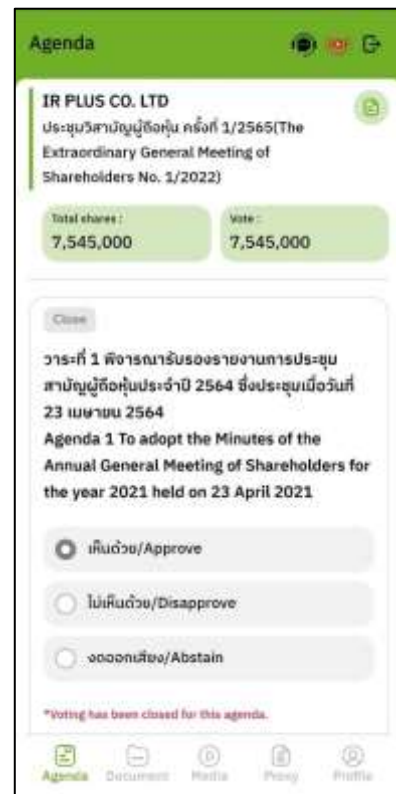 Agenda
IR PLUS CO. LTD
ประชุมวิสามัญผู้ถือหุ้น ครั้งที่ 1/2565(The
Extraordinary General Meeting of
Shareholders No. 1/2022)
Total shares :
Vote :
7,545,000
7,545,000
Close
วาระที่ 1 พิจารณารับรองรายงานการประชุม
สามัญผู้ถือหุ้นประจำปี 2564 ซึ่งประชุมเมื่อวันที่
23 เมษายน 2564
Agenda 1 To adopt the Minutes of the
Annual General Meeting of Shareholders for
the year 2021 held on 23 April 2021
เห็นด้วย/Approve
ไม่เห็นด้วย/Disapprove
งดออกเสียง/Abstain
*Voting has been closed for this agenda.
Agenda
Document
Media
Proxy
Profile